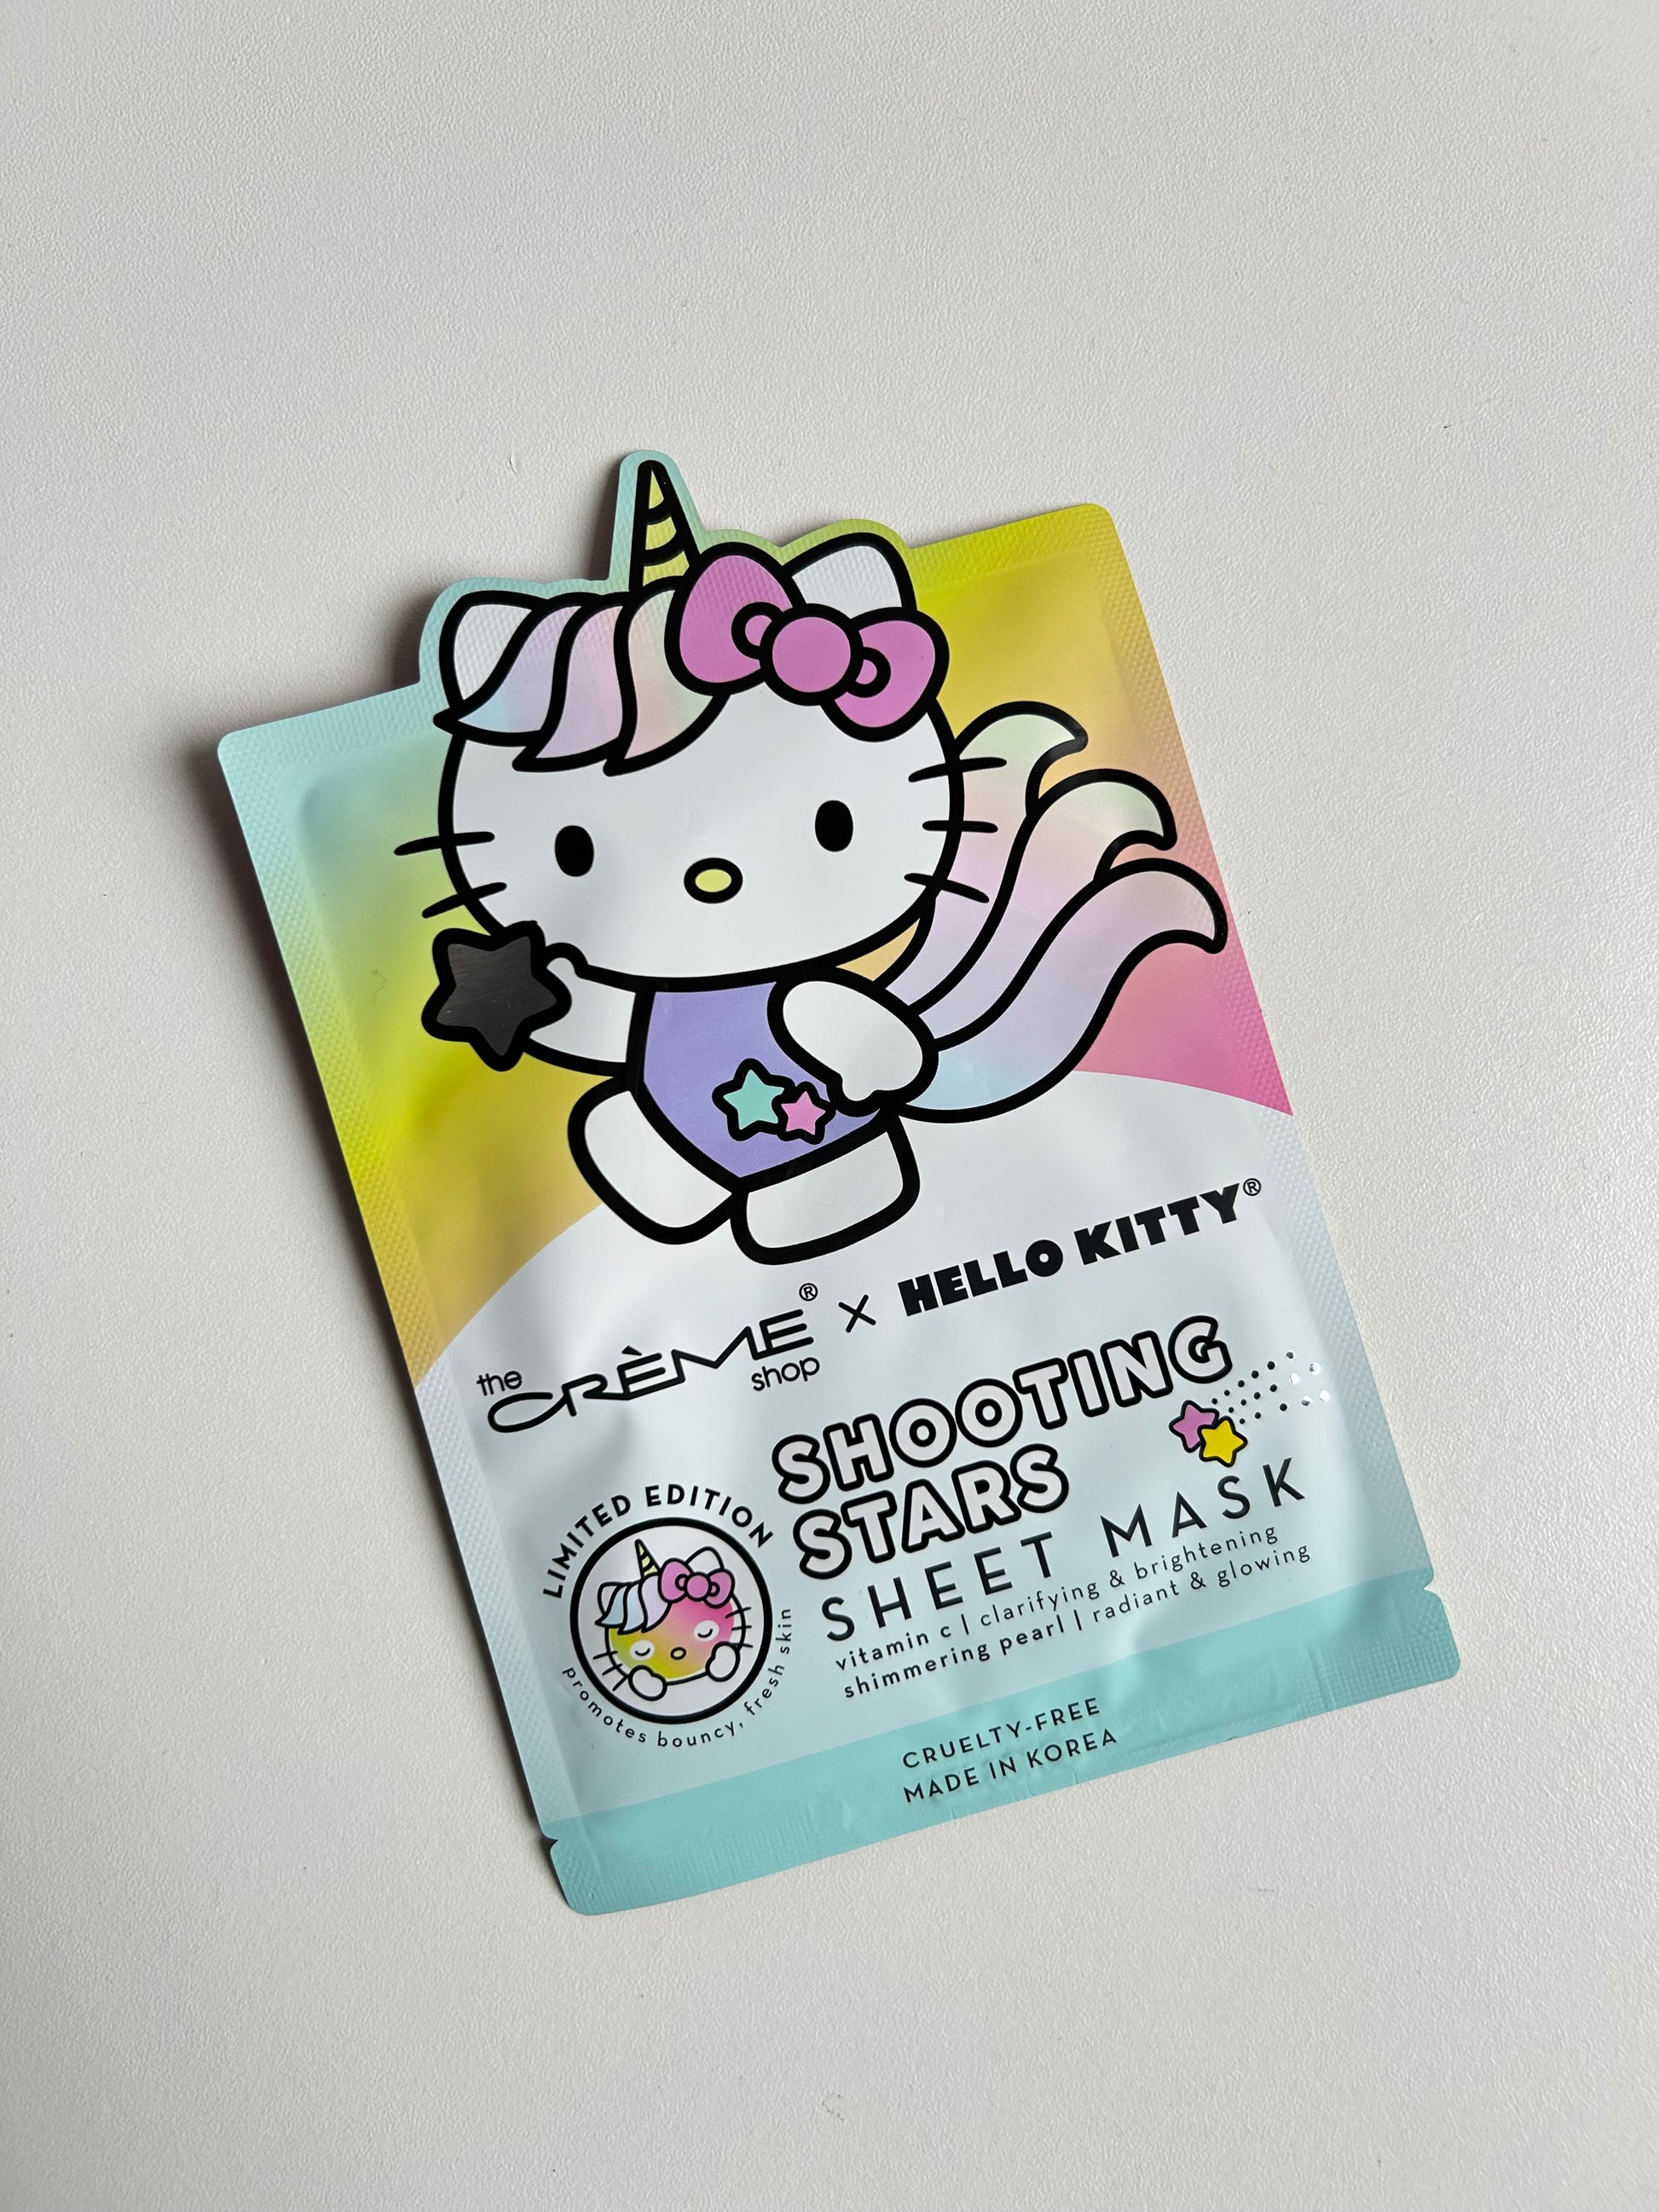 the CRÈME® shop × HELLO KITTY®
SHOOTING
STARS
SHEET MASK
vitamin c | clarifying & brightening
shimmering pearl | radiant & glowing
LIMITED EDITION
promotes bouncy, fresh skin
CRUELTY-FREE
MADE IN KOREA